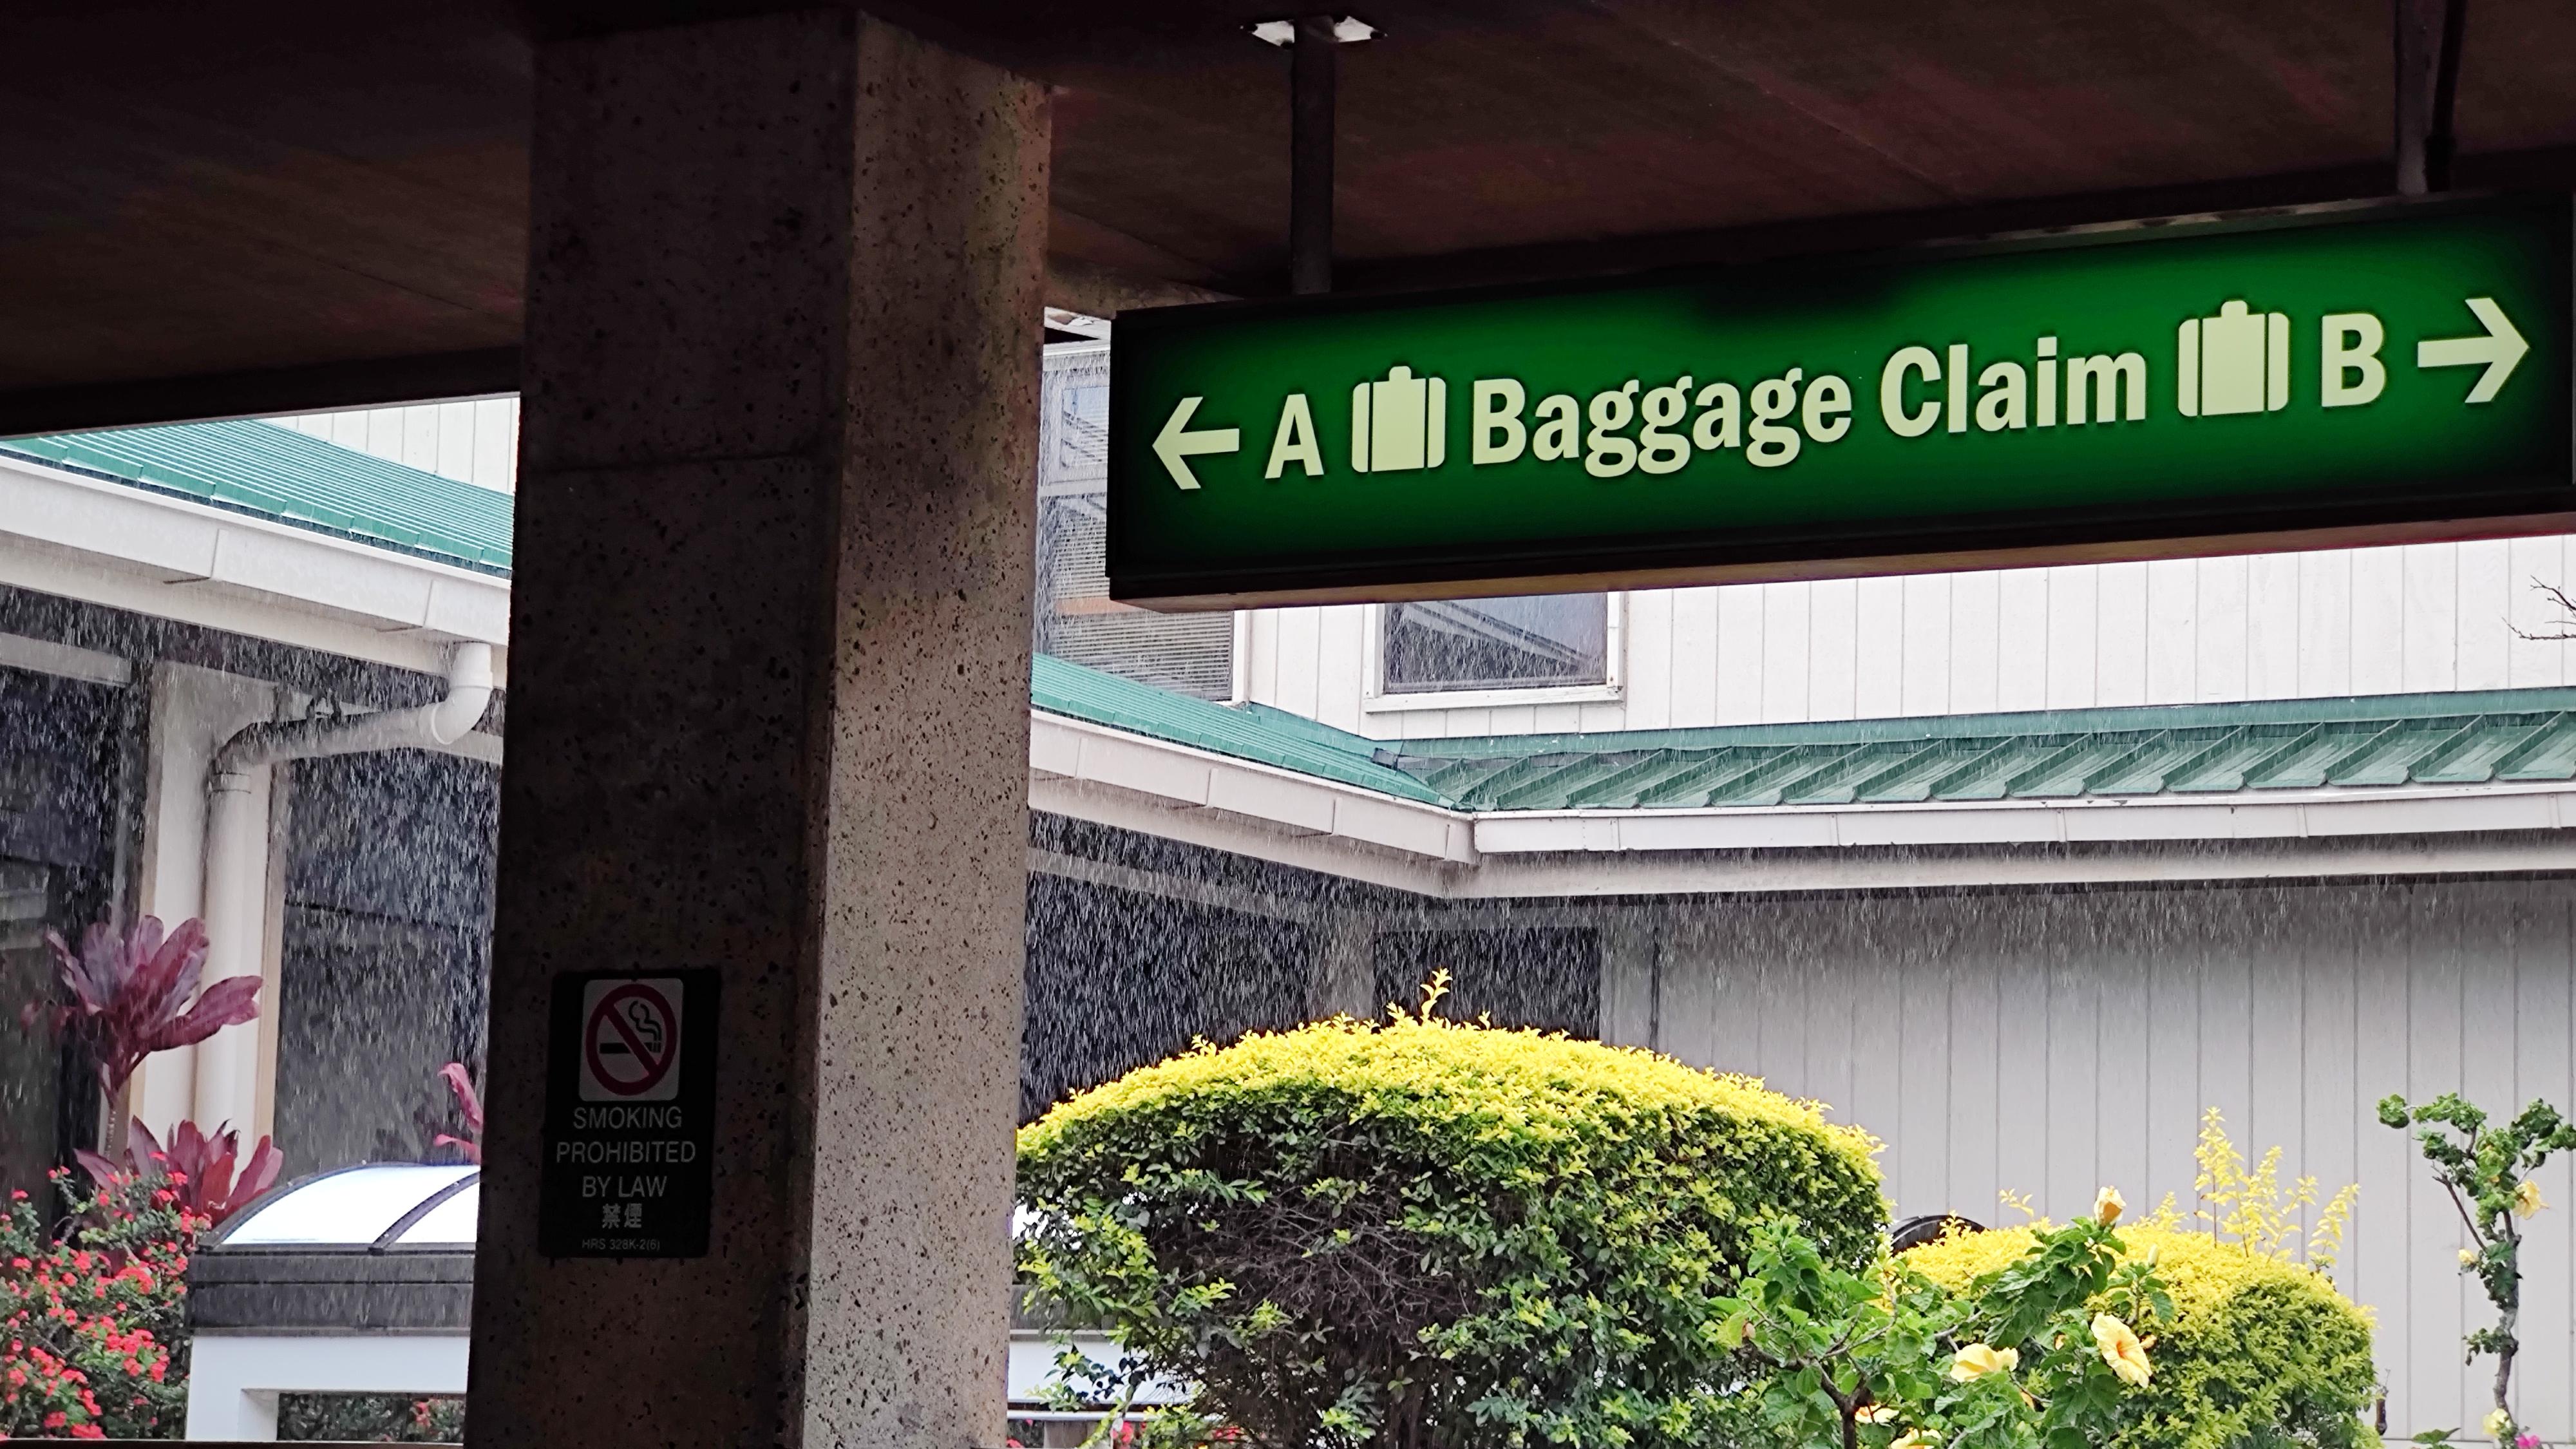 ← A Baggage Claim B →
SMOKING
PROHIBITED
BY LAW
禁煙
HRS 328K-2(6)